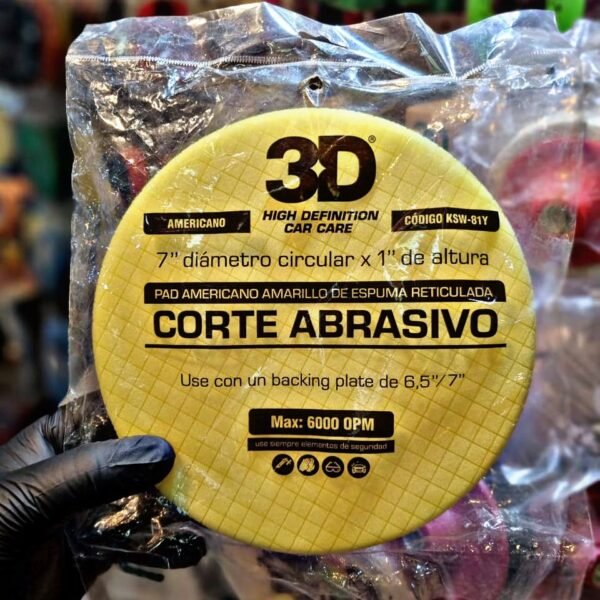 3D®
HIGH DEFINITION
CAR CARE
AMERICANO
CÓDIGO KSW-81Y
7" diámetro circular x 1" de altura
PAD AMERICANO AMARILLO DE ESPUMA RETICULADA
CORTE ABRASIVO
Use con un backing plate de 6,5"/7"
Max: 6000 OPM
use siempre elementos de seguridad